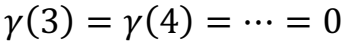 γ(3) = γ(4) = ⋯ = 0